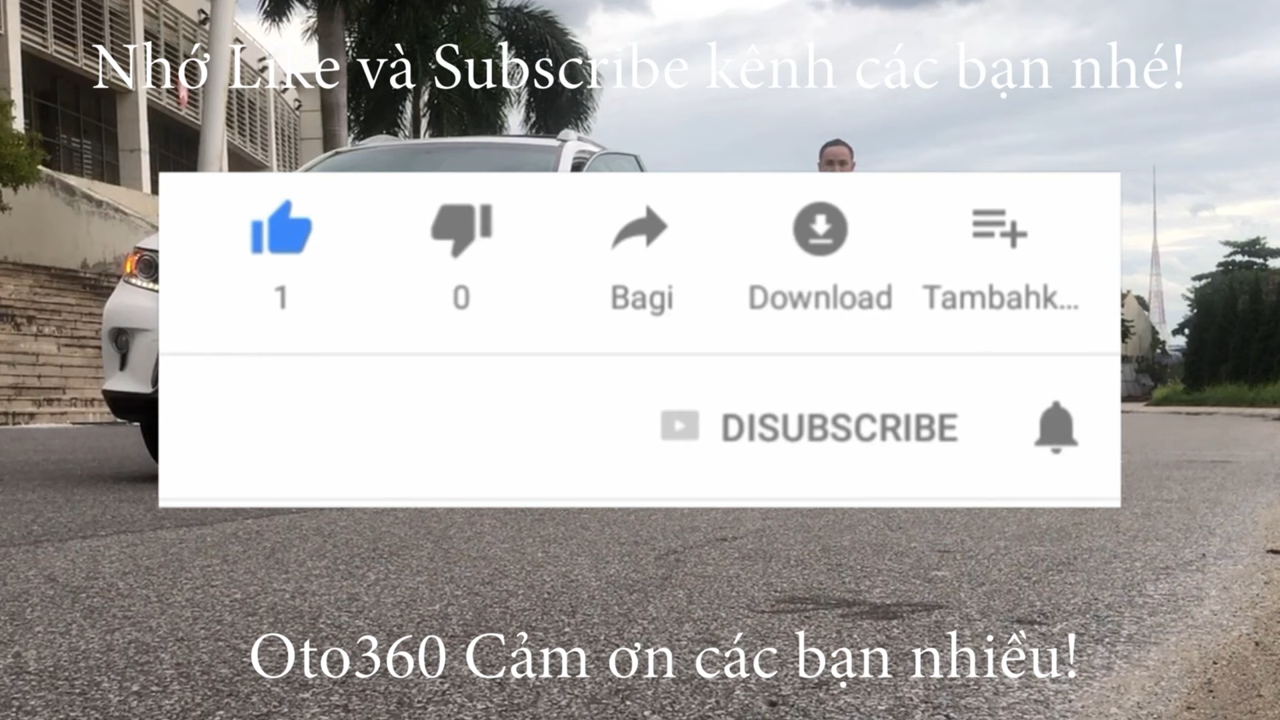 Nhớ Like và Subscribe kênh các bạn nhé!
1 0 Bagi Download Tambahk...
DISUBSCRIBE
Oto360 Cảm ơn các bạn nhiều!